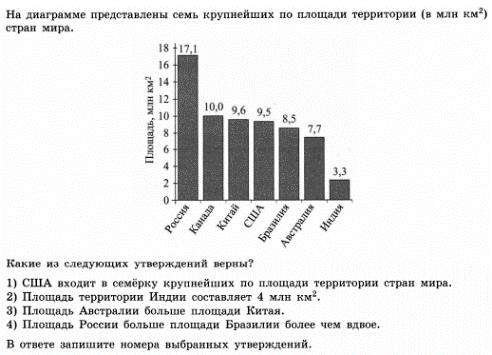 На диаграмме представлены семь крупнейших по площади территории (в млн км²)
стран мира.
Площадь, млн км²
18
16
14
12
10
8
6
4
2
0
17,1
10,0
9,6
9,5
8,5
7,7
3,3
Россия
Канада
Китай
США
Бразилия
Австралия
Индия
Какие из следующих утверждений верны?
1) США входит в семёрку крупнейших по площади территории стран мира.
2) Площадь территории Индии составляет 4 млн км².
3) Площадь Австралии больше площади Китая.
4) Площадь России больше площади Бразилии более чем вдвое.
В ответе запишите номера выбранных утверждений.